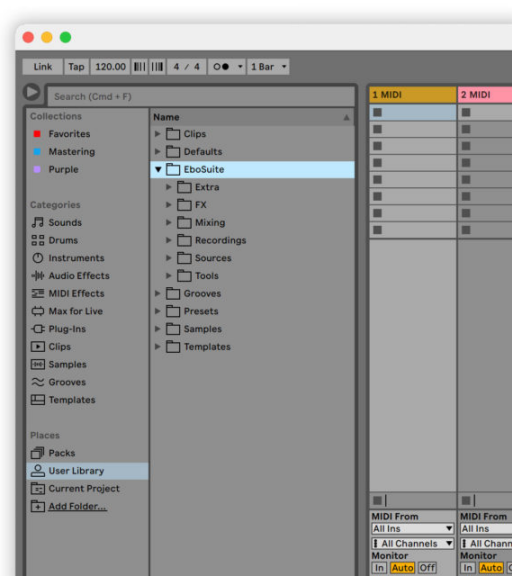 Link Tap 120.00 4 / 4 1 Bar
Search (Cmd + F)
Collections
Favorites
Mastering
Purple
Categories
Sounds
Drums
Instruments
Audio Effects
MIDI Effects
Max for Live
Plug-Ins
Clips
Samples
Grooves
Templates
Places
Packs
User Library
Current Project
Add Folder...
Name
Clips
Defaults
EboSuite
Extra
FX
Mixing
Recordings
Sources
Tools
Grooves
Presets
Samples
Templates
1 MIDI
MIDI From
All Ins
All Channels
Monitor
In Auto Off
2 MIDI
MIDI From
All Ins
All Chann
Monitor
In Auto